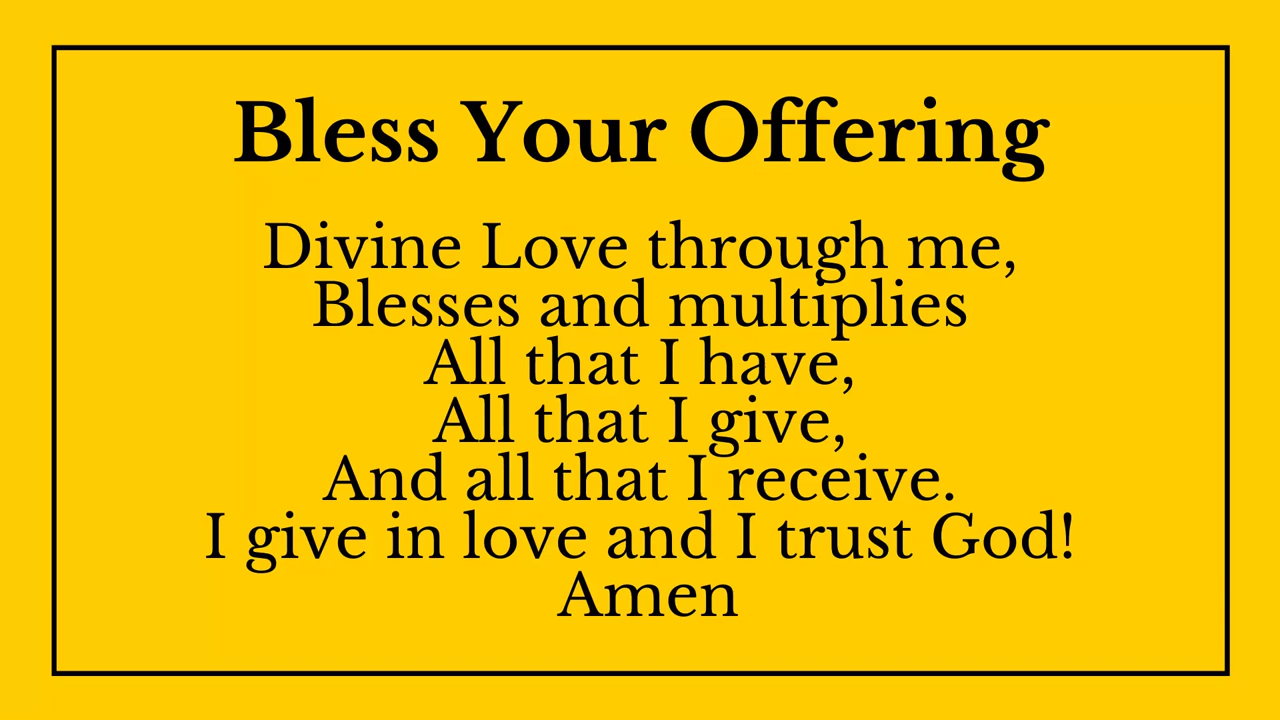 Bless Your Offering
Divine Love through me,
Blesses and multiplies
All that I have,
All that I give,
And all that I receive.
I give in love and I trust God!
Amen